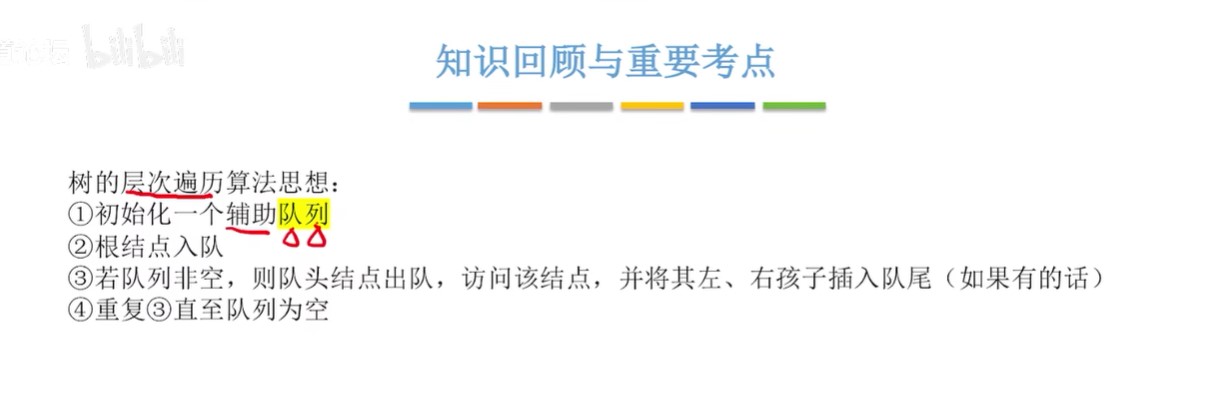 bilibili
知识回顾与重要考点
树的层次遍历算法思想：
①初始化一个辅助队列
②根结点入队
③若队列非空，则队头结点出队，访问该结点，并将其左、右孩子插入队尾（如果有的话）
④重复③直至队列为空